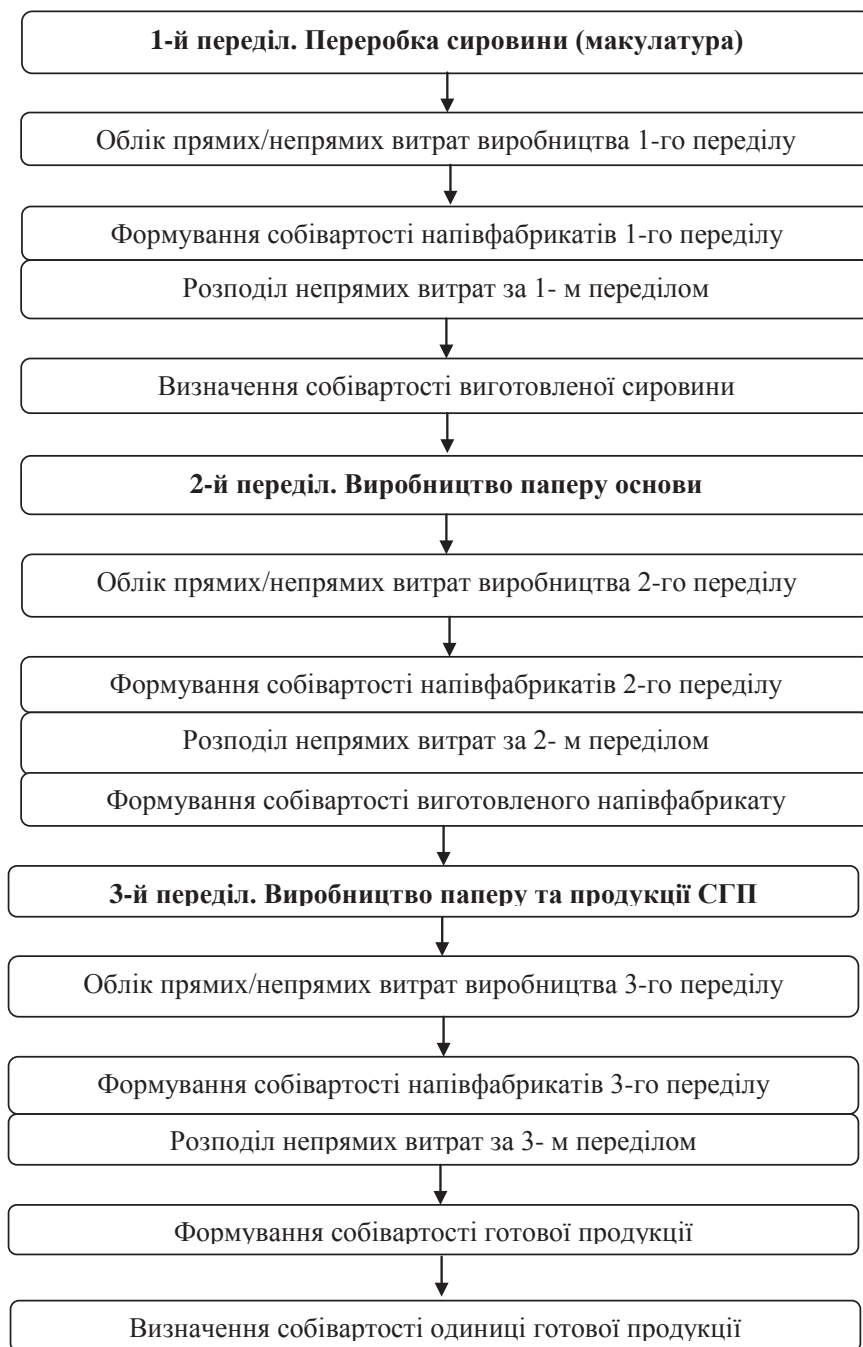 1-й переділ. Переробка сировини (макулатура)
Облік прямих/непрямих витрат виробництва 1-го переділу
Формування собівартості напівфабрикатів 1-го переділу
Розподіл непрямих витрат за 1- м переділом
Визначення собівартості виготовленої сировини
2-й переділ. Виробництво паперу основи
Облік прямих/непрямих витрат виробництва 2-го переділу
Формування собівартості напівфабрикатів 2-го переділу
Розподіл непрямих витрат за 2- м переділом
Формування собівартості виготовленого напівфабрикату
3-й переділ. Виробництво паперу та продукції СГП
Облік прямих/непрямих витрат виробництва 3-го переділу
Формування собівартості напівфабрикатів 3-го переділу
Розподіл непрямих витрат за 3- м переділом
Формування собівартості готової продукції
Визначення собівартості одиниці готової продукції